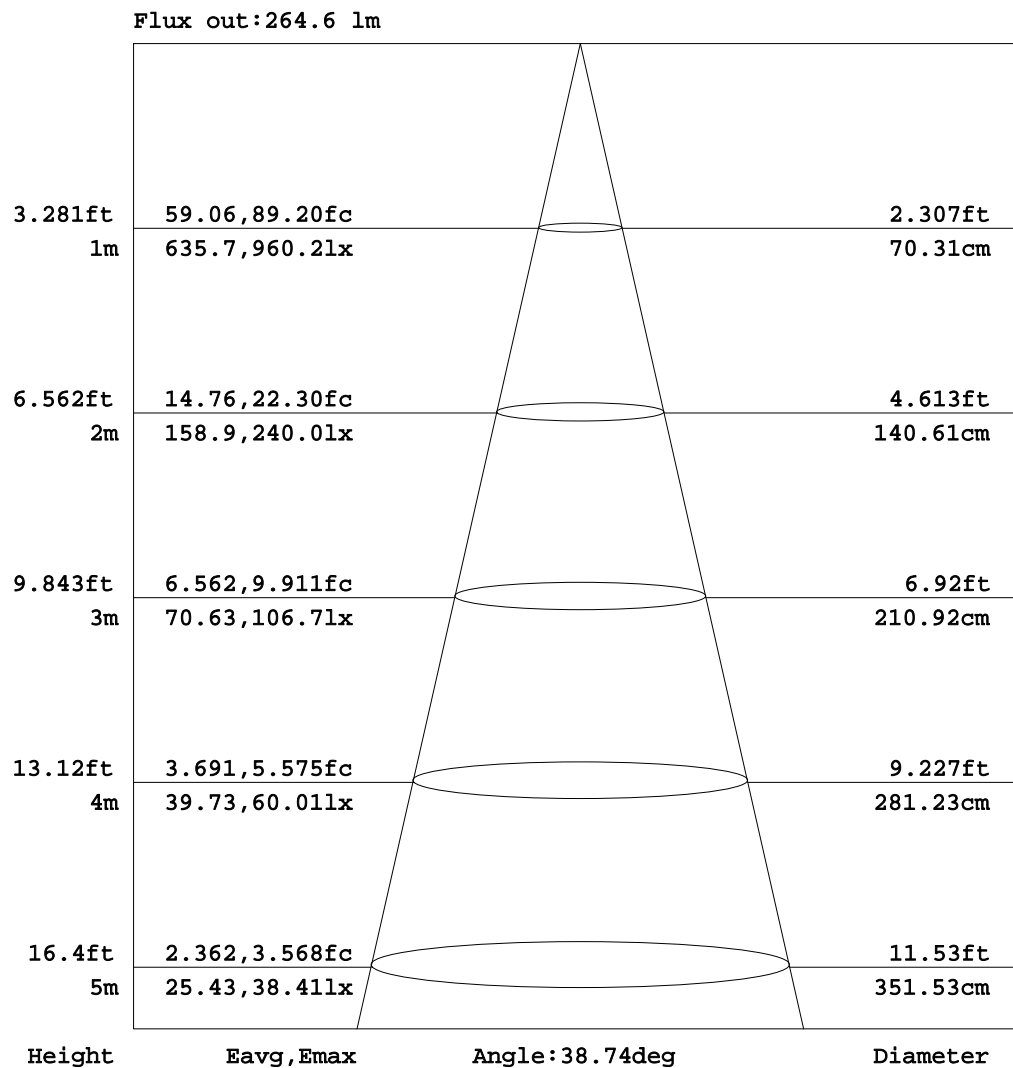 Flux out:264.6 lm
3.281ft 59.06,89.20fc 2.307ft
1m 635.7,960.2lx 70.31cm
6.562ft 14.76,22.30fc 4.613ft
2m 158.9,240.0lx 140.61cm
9.843ft 6.562,9.911fc 6.92ft
3m 70.63,106.7lx 210.92cm
13.12ft 3.691,5.575fc 9.227ft
4m 39.73,60.01lx 281.23cm
16.4ft 2.362,3.568fc 11.53ft
5m 25.43,38.41lx 351.53cm
Height Eavg,Emax Angle:38.74deg Diameter